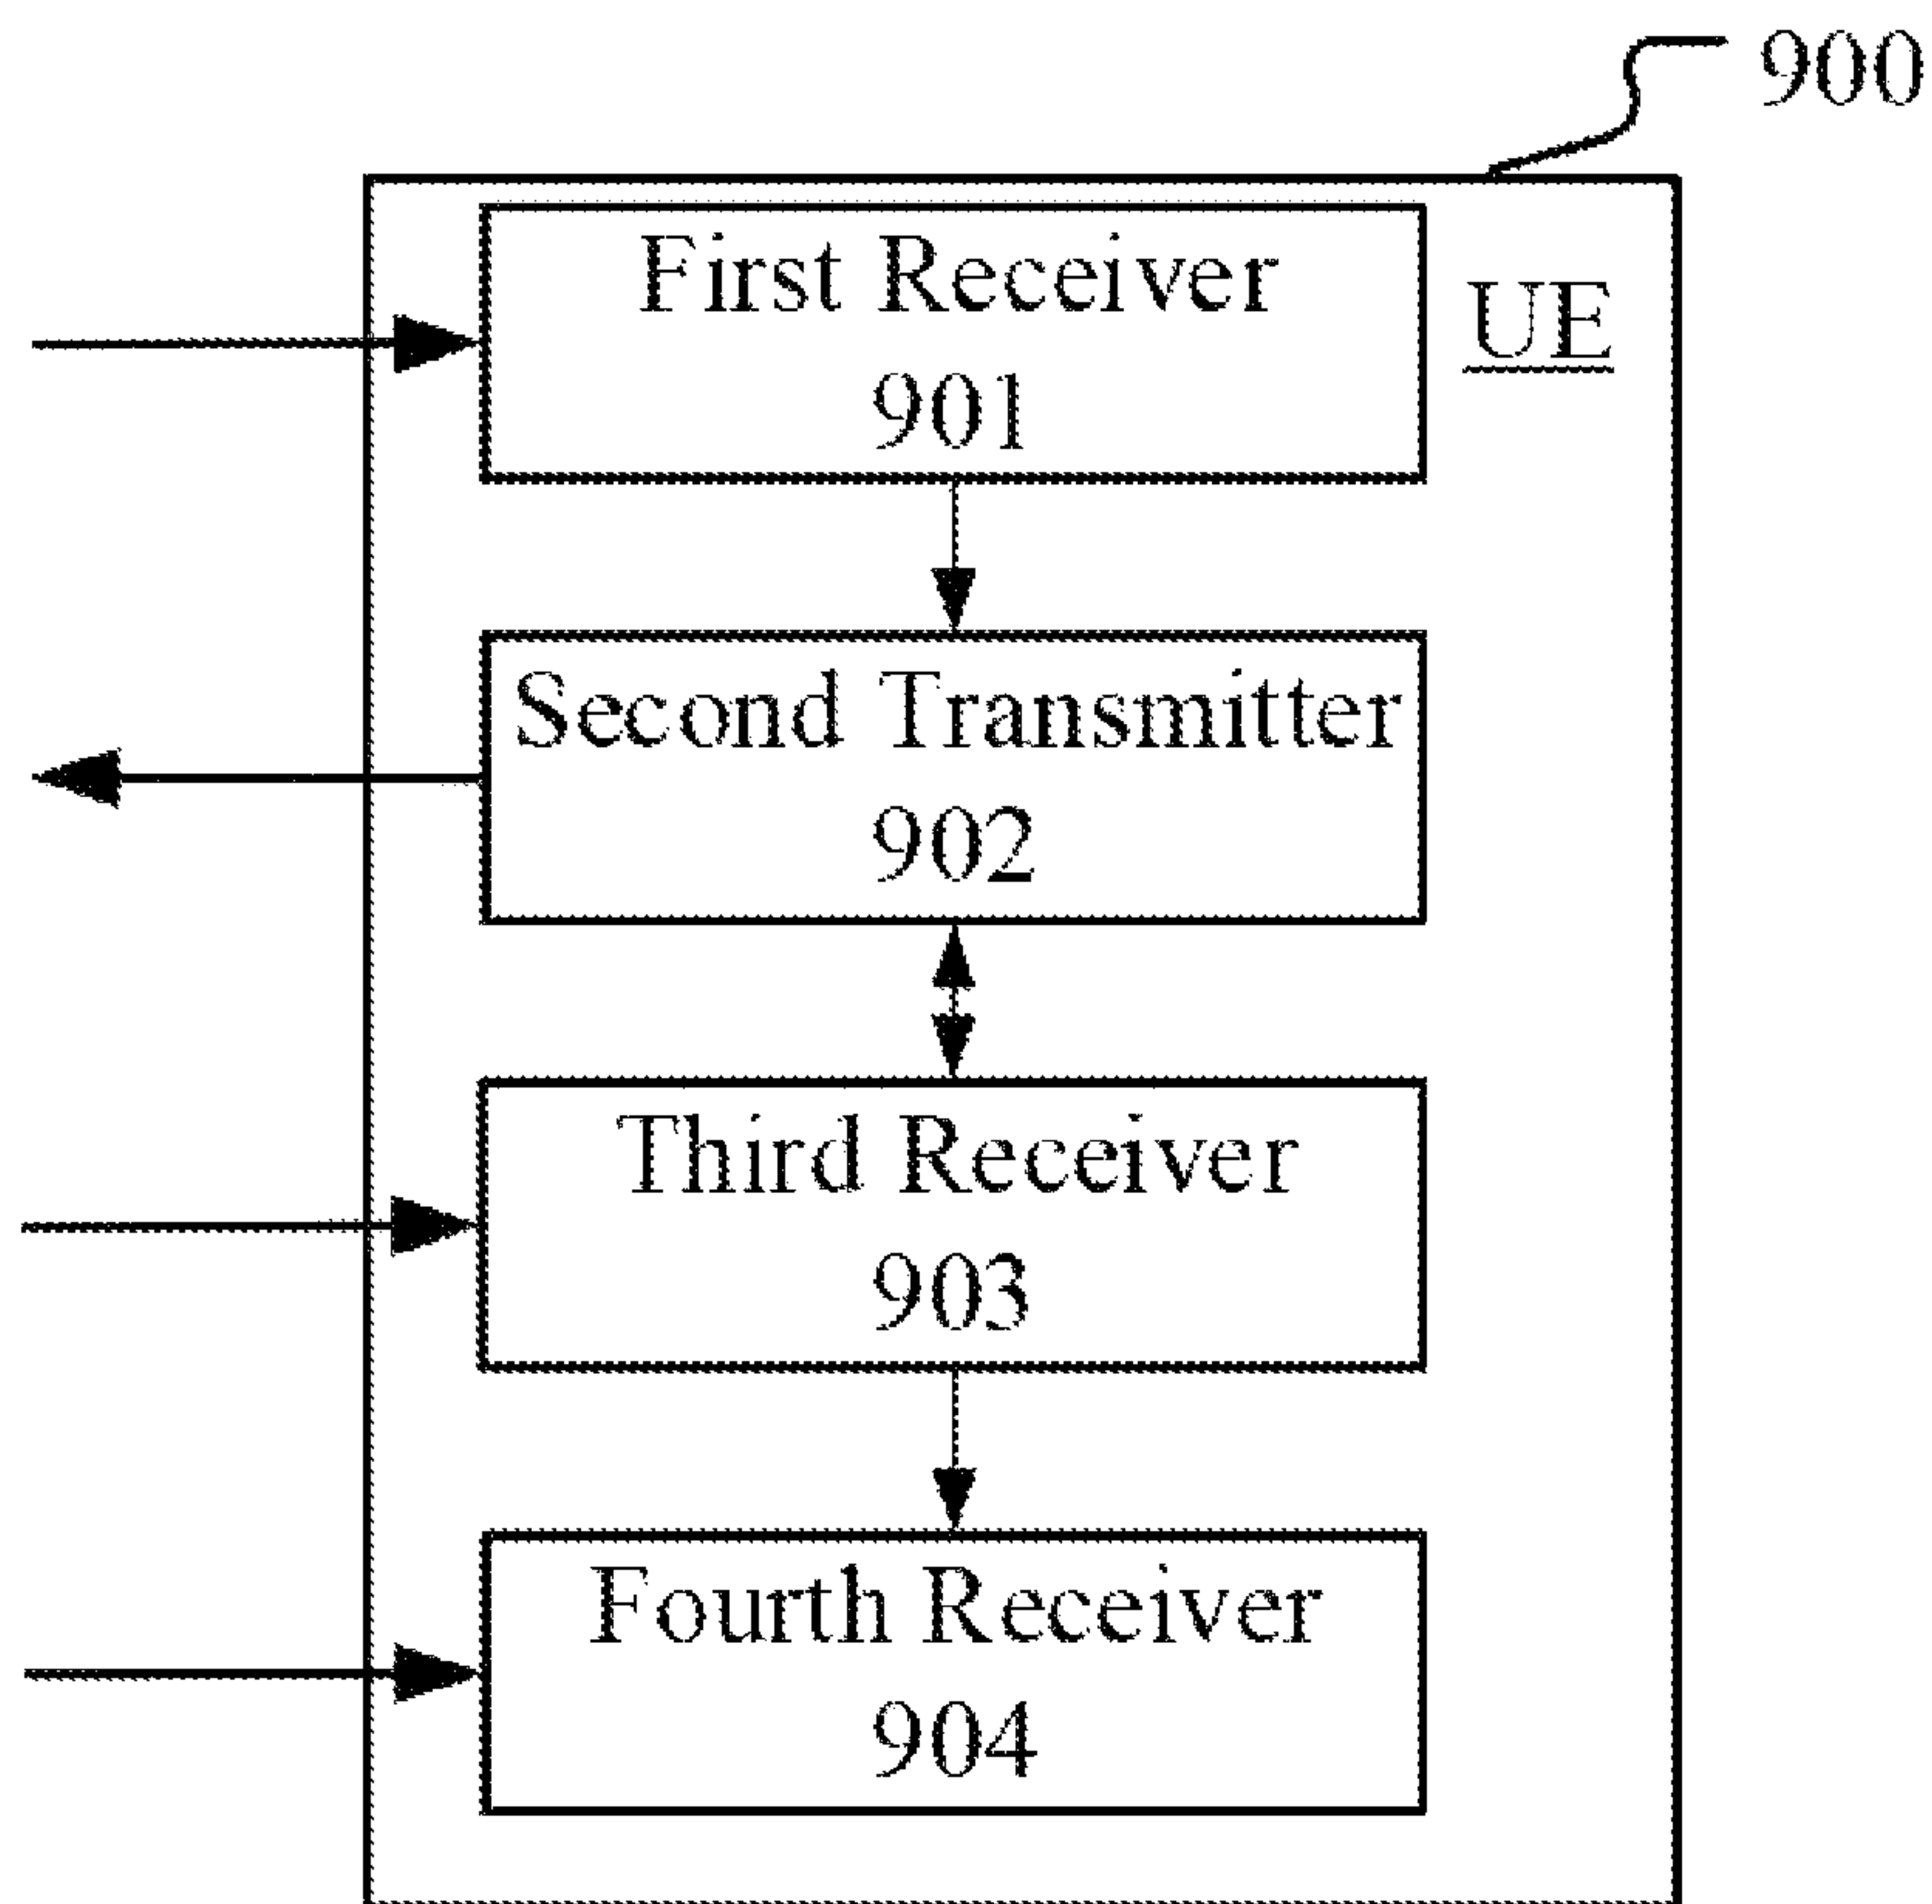 900
First Receiver
901
UE
Second Transmitter
902
Third Receiver
903
Fourth Receiver
904